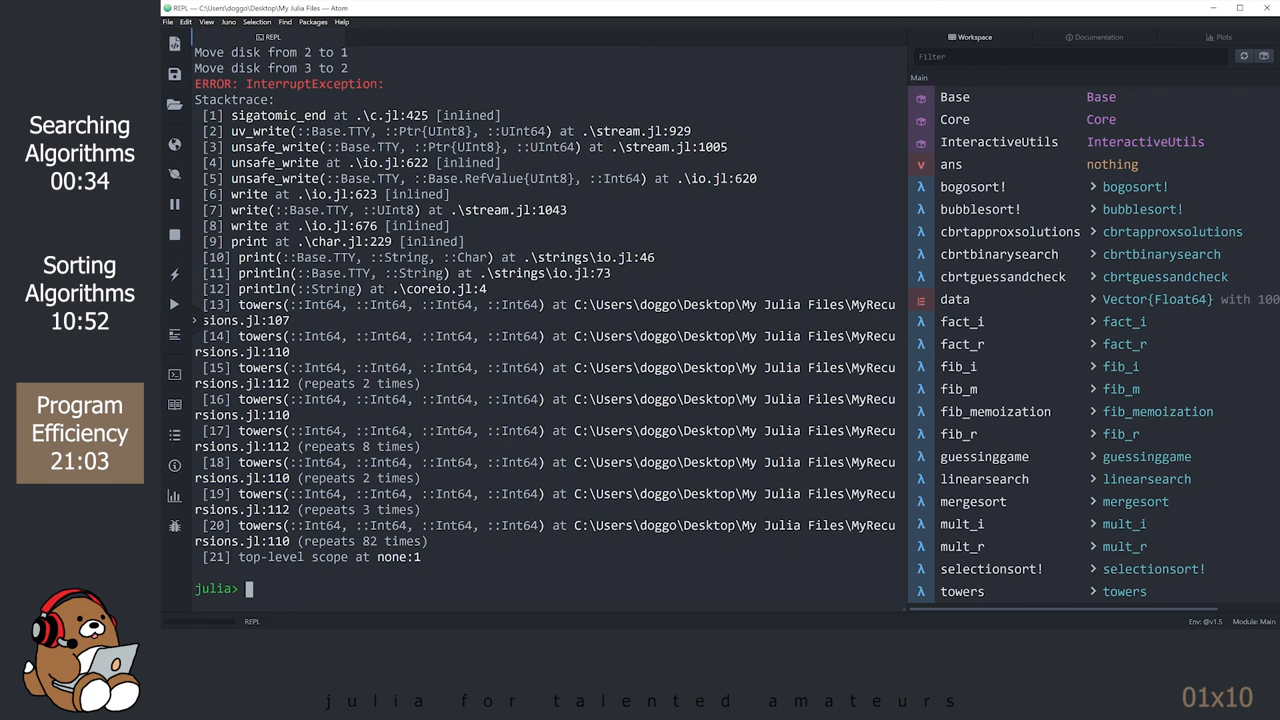 REPL — C:\Users\doggo\Desktop\My Julia Files — Atom
File Edit View Juno Selection Find Packages Help
REPL
Move disk from 2 to 1
Move disk from 3 to 2
ERROR: InterruptException:
Stacktrace:
[1] sigatomic_end at .\c.jl:425 [inlined]
[2] uv_write(::Base.TTY, ::Ptr{UInt8}, ::UInt64) at .\stream.jl:929
[3] unsafe_write(::Base.TTY, ::Ptr{UInt8}, ::UInt64) at .\stream.jl:1005
[4] unsafe_write at .\io.jl:622 [inlined]
[5] unsafe_write(::Base.TTY, ::Base.RefValue{UInt8}, ::Int64) at .\io.jl:620
[6] write at .\io.jl:623 [inlined]
[7] write(::Base.TTY, ::UInt8) at .\stream.jl:1043
[8] write at .\io.jl:676 [inlined]
[9] print at .\char.jl:229 [inlined]
[10] print(::Base.TTY, ::String, ::Char) at .\strings\io.jl:46
[11] println(::Base.TTY, ::String) at .\strings\io.jl:73
[12] println(::String) at .\coreio.jl:4
[13] towers(::Int64, ::Int64, ::Int64, ::Int64) at C:\Users\doggo\Desktop\My Julia Files\MyRecu
rsions.jl:107
[14] towers(::Int64, ::Int64, ::Int64, ::Int64) at C:\Users\doggo\Desktop\My Julia Files\MyRecu
rsions.jl:110
[15] towers(::Int64, ::Int64, ::Int64, ::Int64) at C:\Users\doggo\Desktop\My Julia Files\MyRecu
rsions.jl:112 (repeats 2 times)
[16] towers(::Int64, ::Int64, ::Int64, ::Int64) at C:\Users\doggo\Desktop\My Julia Files\MyRecu
rsions.jl:110
[17] towers(::Int64, ::Int64, ::Int64, ::Int64) at C:\Users\doggo\Desktop\My Julia Files\MyRecu
rsions.jl:112 (repeats 8 times)
[18] towers(::Int64, ::Int64, ::Int64, ::Int64) at C:\Users\doggo\Desktop\My Julia Files\MyRecu
rsions.jl:110 (repeats 2 times)
[19] towers(::Int64, ::Int64, ::Int64, ::Int64) at C:\Users\doggo\Desktop\My Julia Files\MyRecu
rsions.jl:112 (repeats 3 times)
[20] towers(::Int64, ::Int64, ::Int64, ::Int64) at C:\Users\doggo\Desktop\My Julia Files\MyRecu
rsions.jl:110 (repeats 82 times)
[21] top-level scope at none:1
julia>
Workspace Documentation Plots
Filter
Main
Base Base
Core Core
InteractiveUtils InteractiveUtils
v ans nothing
λ bogosort! > bogosort!
λ bubblesort! > bubblesort!
λ cbrtapproxsolutions > cbrtapproxsolutions
λ cbrtbinarysearch > cbrtbinarysearch
λ cbrtguessandcheck > cbrtguessandcheck
data > Vector{Float64} with 100
λ fact_i > fact_i
λ fact_r > fact_r
λ fib_i > fib_i
λ fib_m > fib_m
λ fib_memoization > fib_memoization
λ fib_r > fib_r
λ guessinggame > guessinggame
λ linearsearch > linearsearch
λ mergesort > mergesort
λ mult_i > mult_i
λ mult_r > mult_r
λ selectionsort! > selectionsort!
λ towers > towers
REPL
Env: @v1.5 Module: Main
Searching
Algorithms
00:34
Sorting
Algorithms
10:52
Program
Efficiency
21:03
julia for talented amateurs
01x10